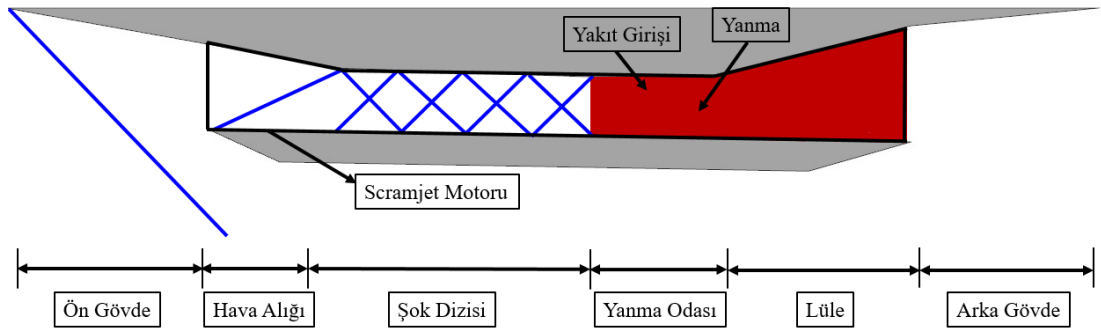 Yakıt Girişi
Yanma
Scramjet Motoru
Ön Gövde
Hava Alığı
Şok Dizisi
Yanma Odası
Lüle
Arka Gövde